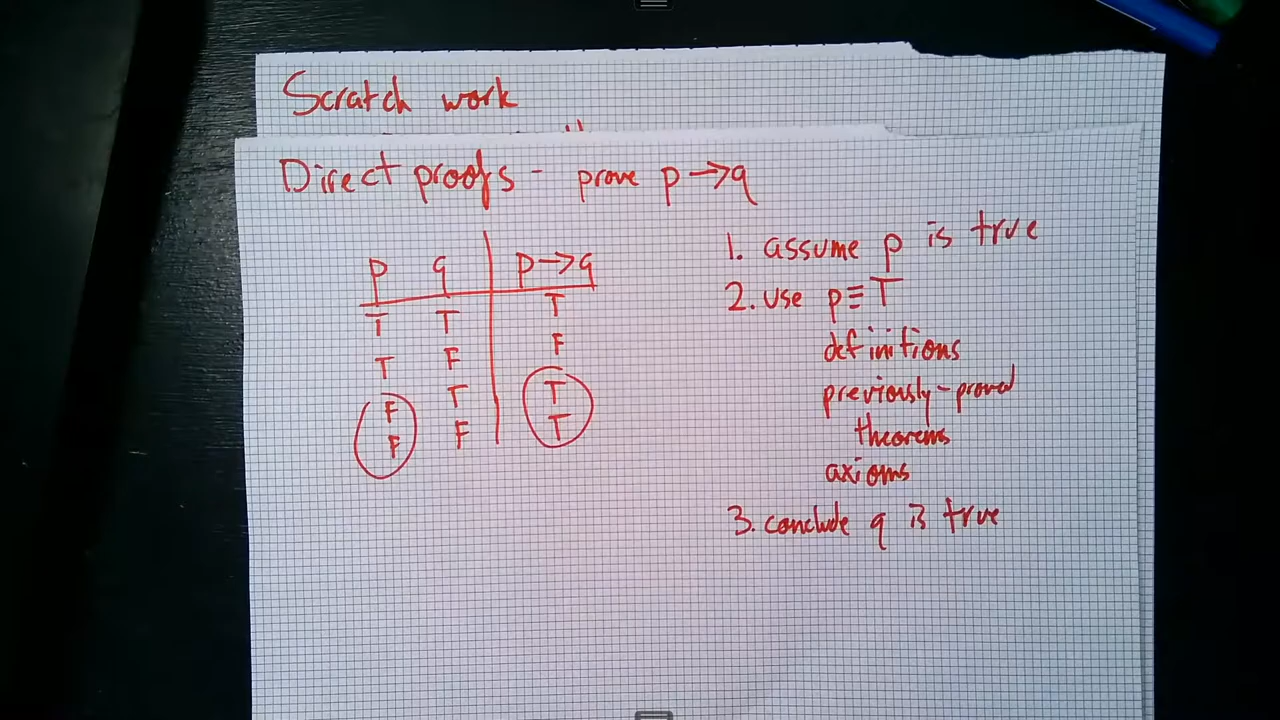 Scratch work
Direct proofs - prove p→q
p q p→q
T T T
T F F
F T T
F F T
1. assume p is true
2. use p≡T
definitions
previously-proved
theorems
axioms
3. conclude q is true